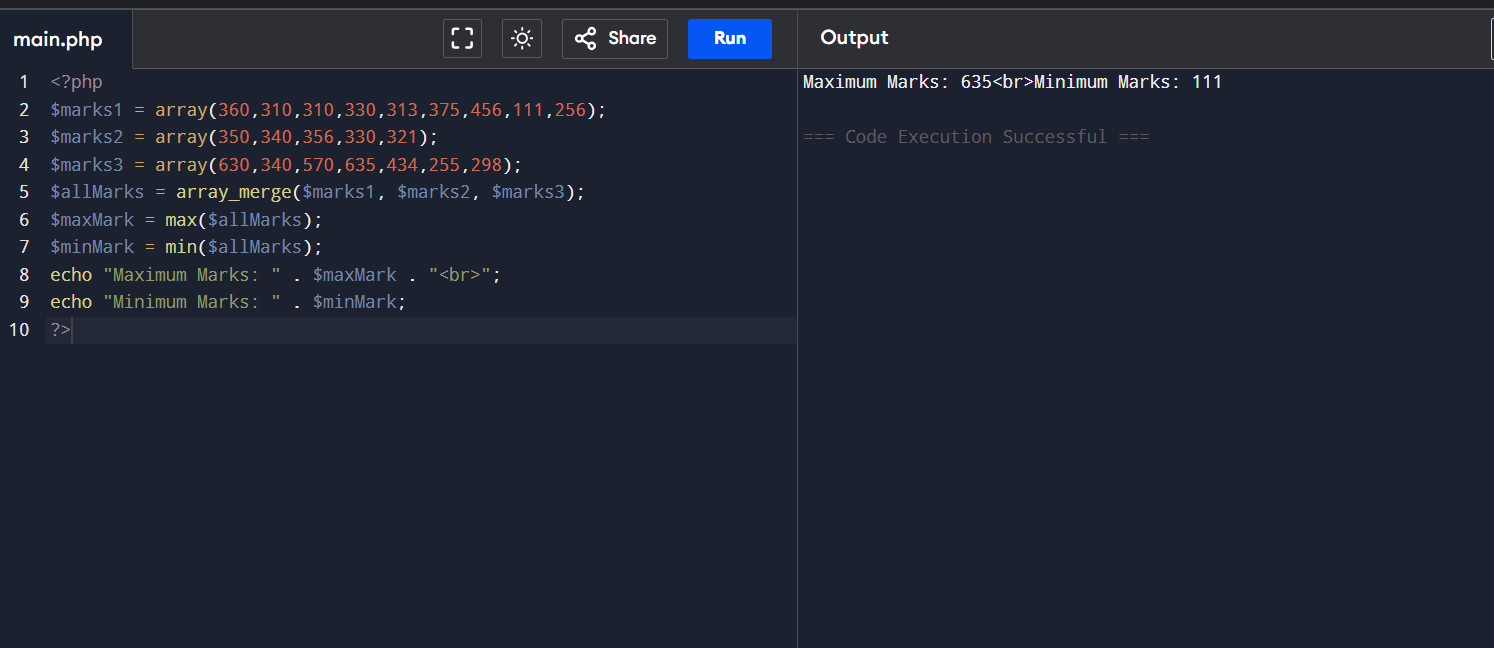 main.php
Share
Run
Output
1 <?php
2 $marks1 = array(360,310,310,330,313,375,456,111,256);
3 $marks2 = array(350,340,356,330,321);
4 $marks3 = array(630,340,570,635,434,255,298);
5 $allMarks = array_merge($marks1, $marks2, $marks3);
6 $maxMark = max($allMarks);
7 $minMark = min($allMarks);
8 echo "Maximum Marks: " . $maxMark . "<br>";
9 echo "Minimum Marks: " . $minMark;
10 ?>
Maximum Marks: 635<br>Minimum Marks: 111
=== Code Execution Successful ===